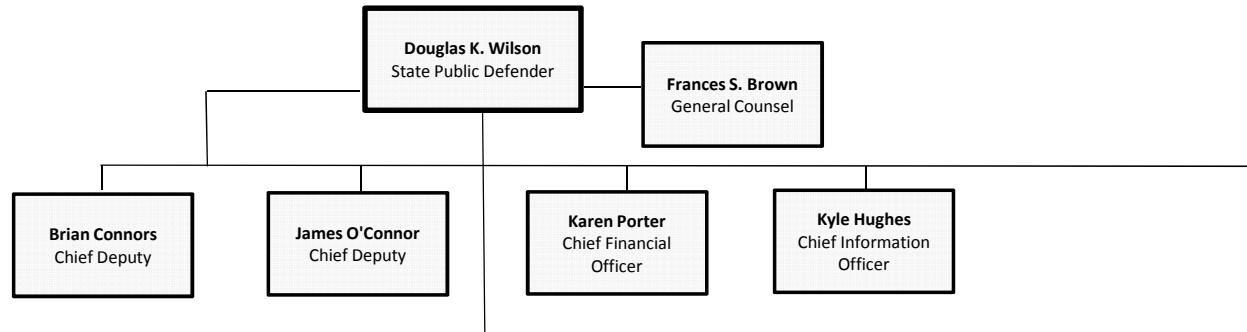 Douglas K. Wilson
State Public Defender
Frances S. Brown
General Counsel
Brian Connors
Chief Deputy
James O'Connor
Chief Deputy
Karen Porter
Chief Financial
Officer
Kyle Hughes
Chief Information
Officer